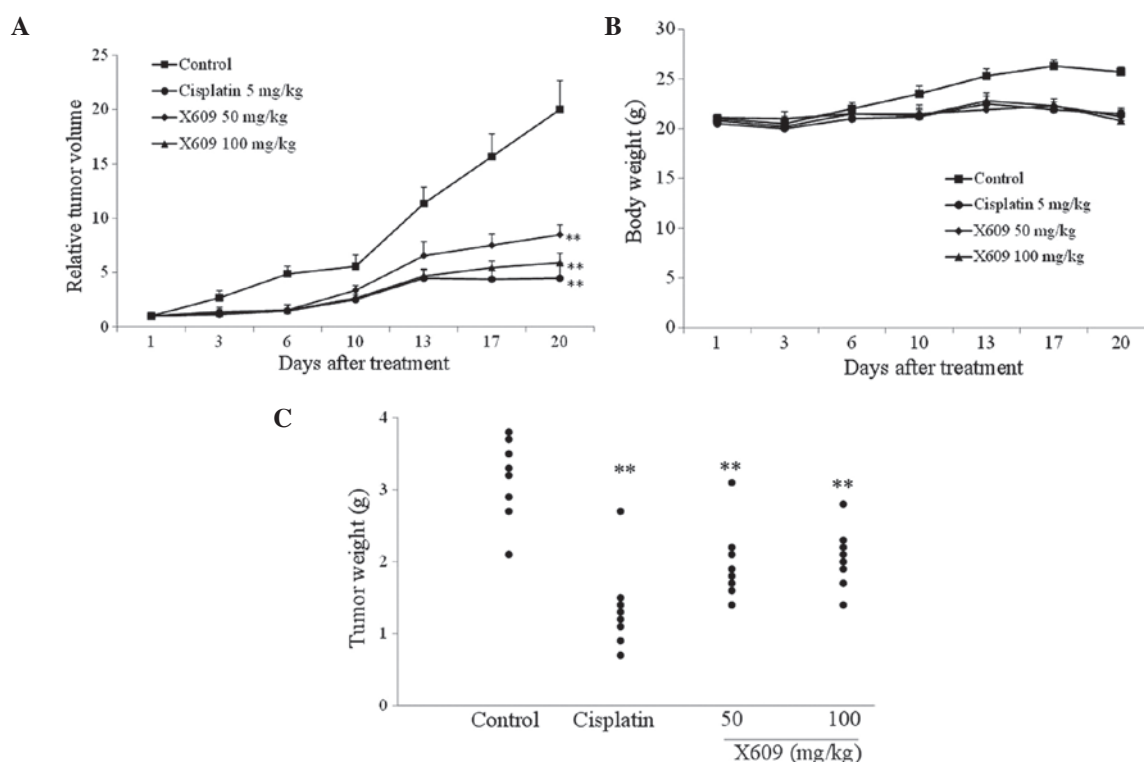 A
Relative tumor volume
25
20
15
10
5
0
Control
Cisplatin 5 mg/kg
X609 50 mg/kg
X609 100 mg/kg
**
**
**
1 3 6 10 13 17 20
Days after treatment
B
Body weight (g)
30
25
20
15
10
5
0
Control
Cisplatin 5 mg/kg
X609 50 mg/kg
X609 100 mg/kg
1 3 6 10 13 17 20
Days after treatment
C
Tumor weight (g)
4
3
2
1
0
** ** **
Control Cisplatin 50 100
X609 (mg/kg)